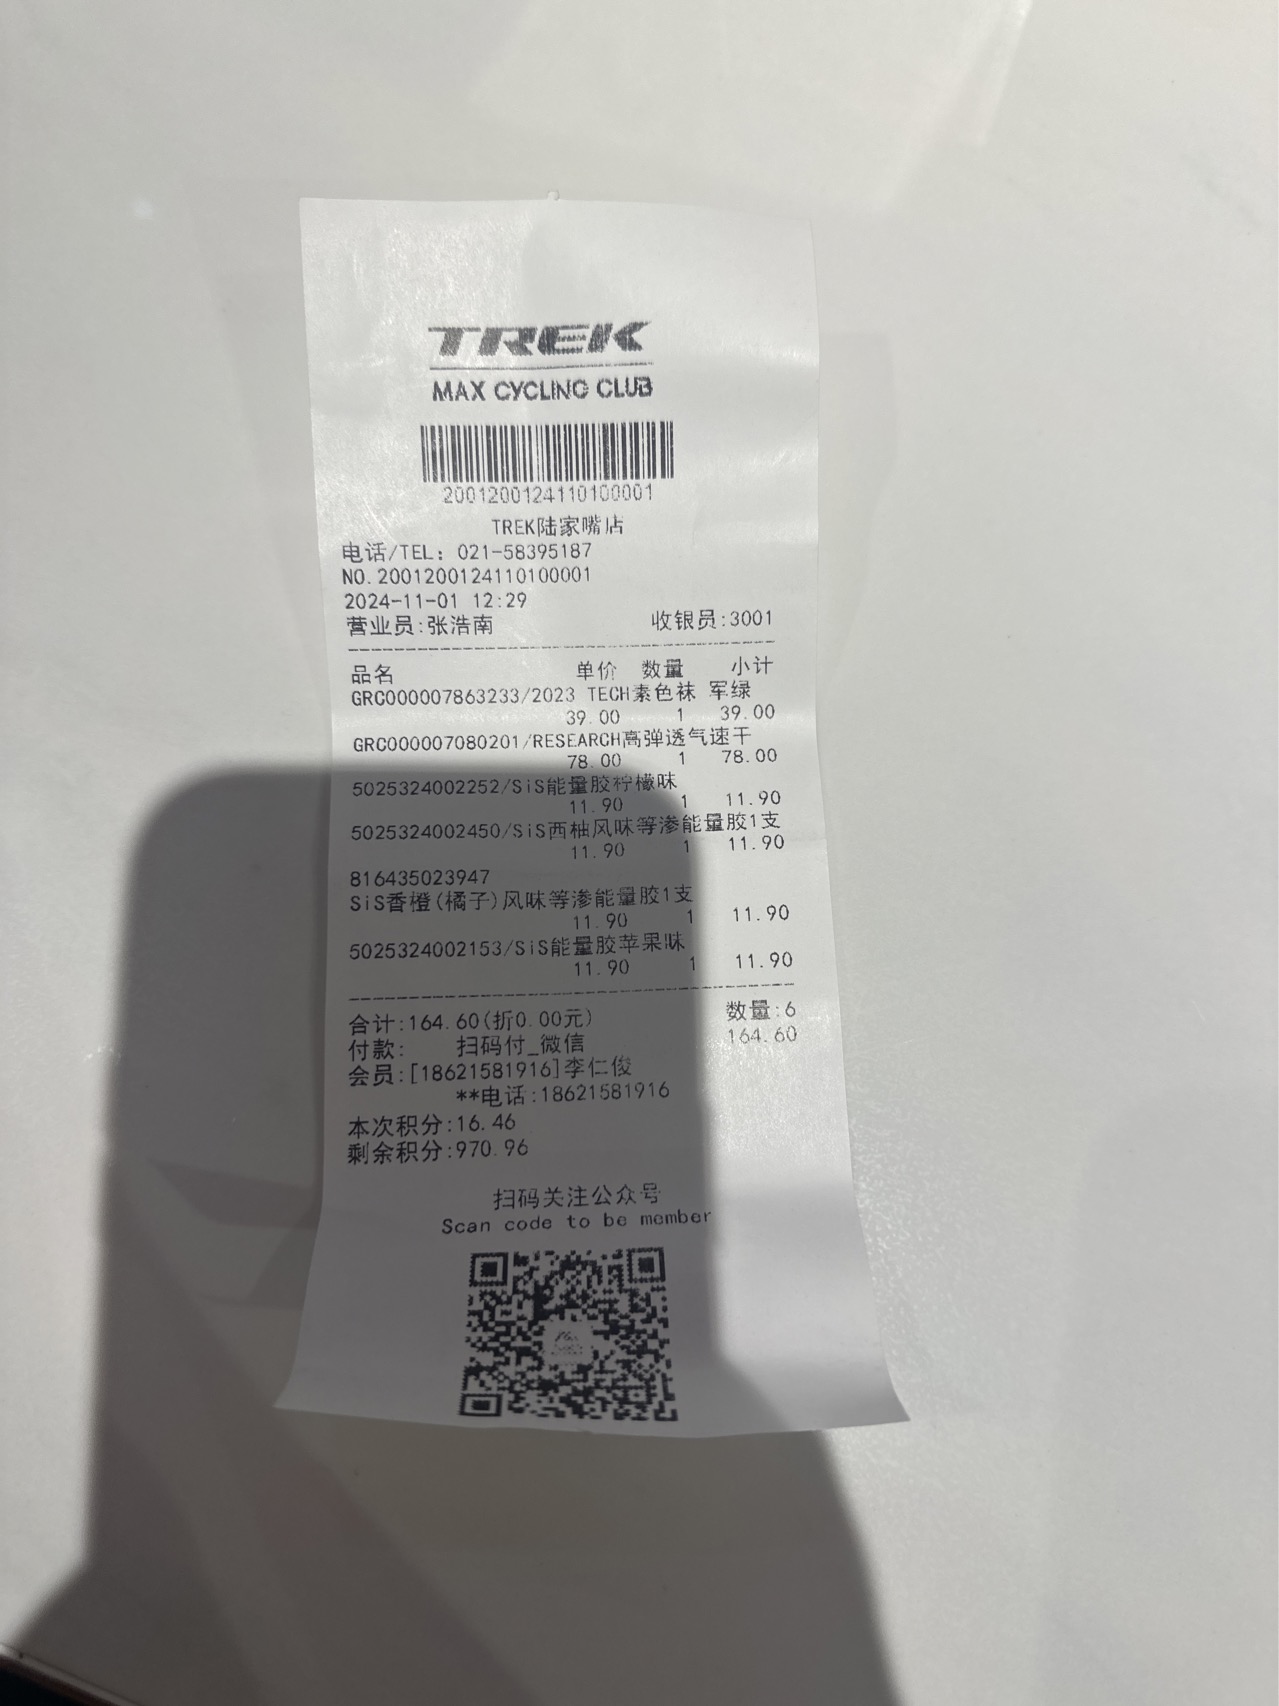 TREK
MAX CYCLING CLUB
2001200124110100001
TREK陆家嘴店
电话/TEL: 021-58395187
NO.2001200124110100001
2024-11-01 12:29
营业员:张浩南 收银员:3001
品名 单价 数量 小计
GRC000007863233/2023 TECH素色袜 军绿
39.00 1 39.00
GRC000007080201/RESEARCH高弹透气速干
78.00 1 78.00
5025324002252/SiS能量胶柠檬味
11.90 1 11.90
5025324002450/SiS西柚风味等渗能量胶1支
11.90 1 11.90
816435023947
SiS香橙(橘子)风味等渗能量胶1支
11.90 1 11.90
5025324002153/SiS能量胶苹果味
11.90 1 11.90
合计:164.60(折0.00元) 数量:6
付款: 扫码付_微信 164.60
会员:[18621581916]李仁俊
**电话:18621581916
本次积分:16.46
剩余积分:970.96
扫码关注公众号
Scan code to be member